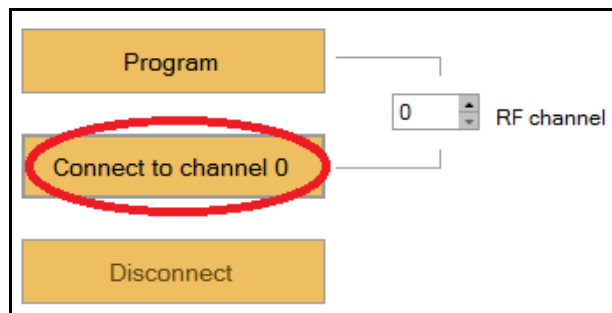 Program
0
RF channel
Connect to channel 0
Disconnect